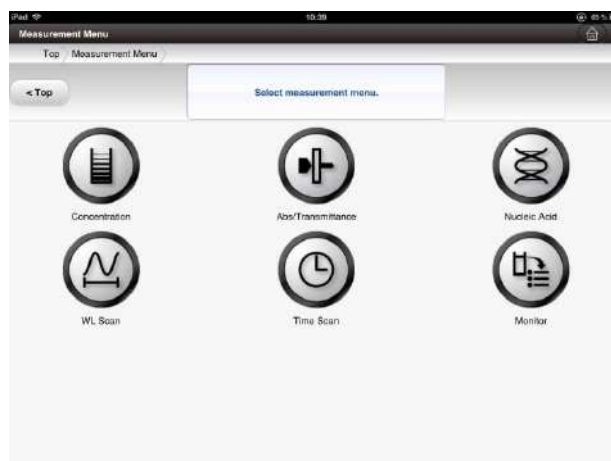 iPad 10:39 65%
Measurement Menu
Top Measurement Menu
< Top
Select measurement menu.
Concentration Abs/Transmittance Nucleic Acid
WL Scan Time Scan Monitor